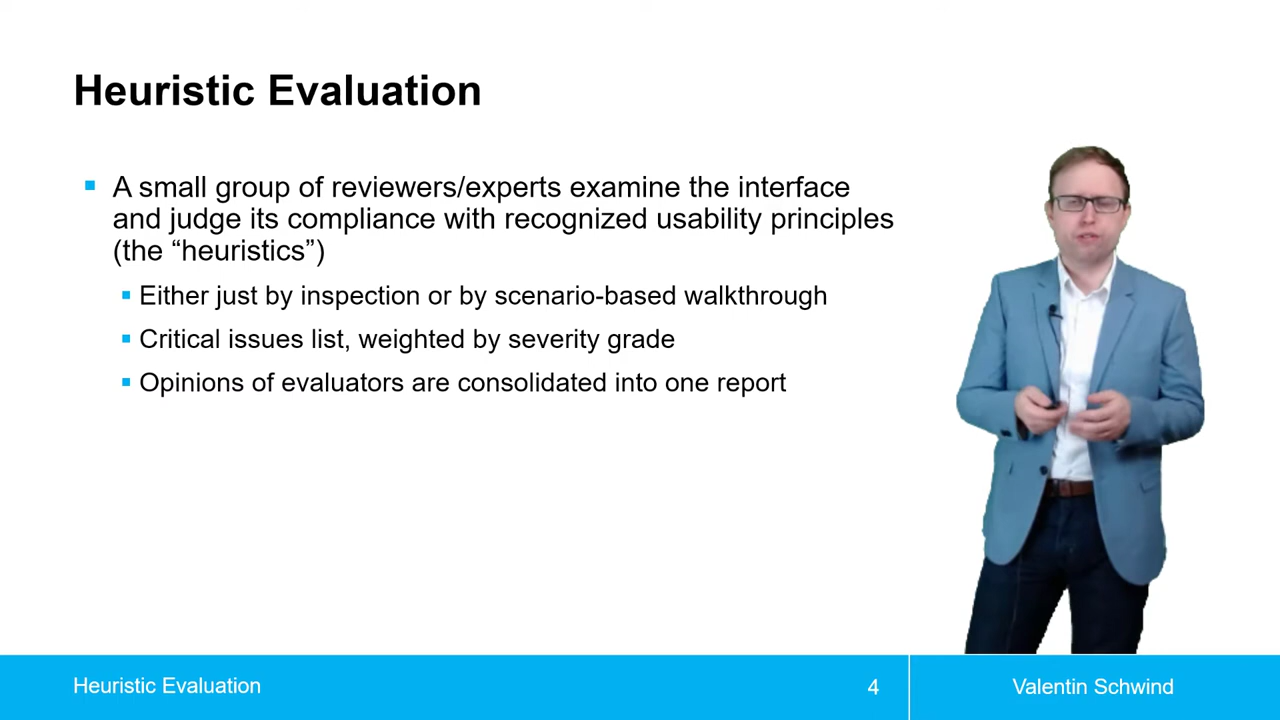 Heuristic Evaluation
A small group of reviewers/experts examine the interface
and judge its compliance with recognized usability principles
(the “heuristics”)
Either just by inspection or by scenario-based walkthrough
Critical issues list, weighted by severity grade
Opinions of evaluators are consolidated into one report
Heuristic Evaluation
4
Valentin Schwind